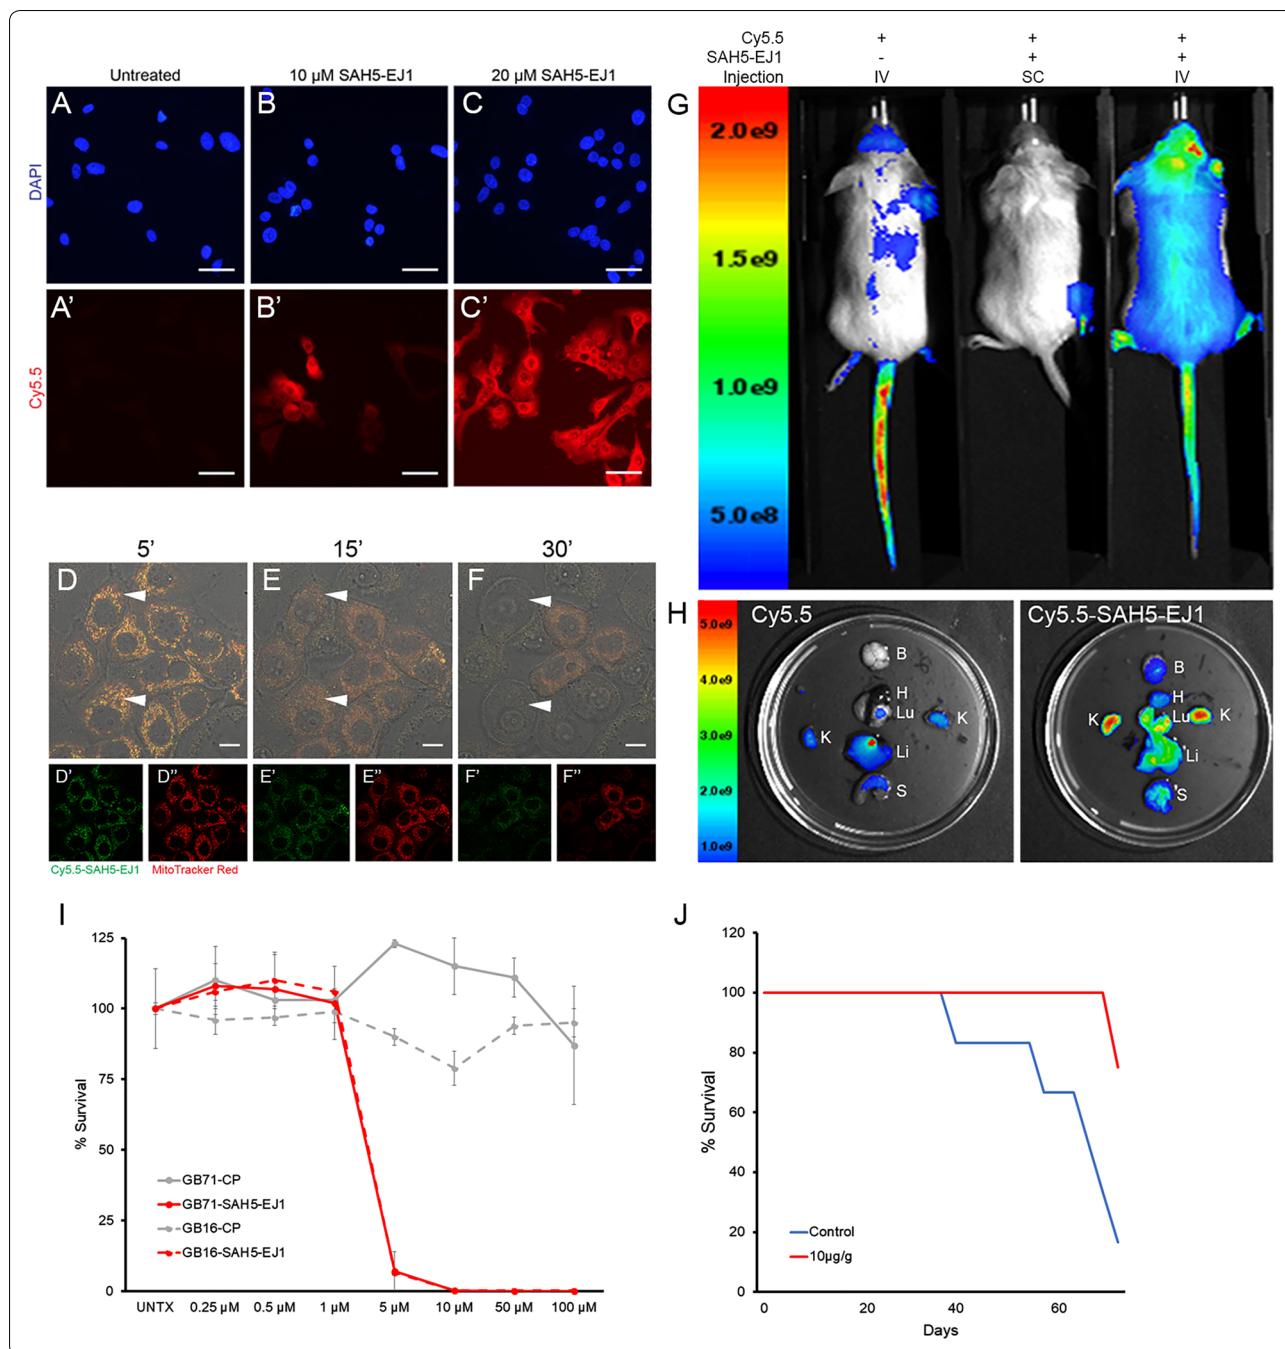 Untreated 10 µM SAH5-EJ1 20 µM SAH5-EJ1
DAPI
A B C
Cy5.5
A' B' C'
5' 15' 30'
D E F
D' D" E' E" F' F"
Cy5.5-SAH5-EJ1 MitoTracker Red
Cy5.5 + + +
SAH5-EJ1 - + +
Injection IV SC IV
G
2.0e9
1.5e9
1.0e9
5.0e8
H
Cy5.5 Cy5.5-SAH5-EJ1
5.0e9
4.0e9
3.0e9
2.0e9
1.0e9
B
H
Lu
K K
Li
S
B
H
K Lu K
Li
S
I
% Survival
125
100
75
50
25
0
GB71-CP
GB71-SAH5-EJ1
GB16-CP
GB16-SAH5-EJ1
UNTX 0.25 µM 0.5 µM 1 µM 5 µM 10 µM 50 µM 100 µM
J
% Survival
120
100
80
60
40
20
0
Control
10µg/g
0 20 40 60
Days